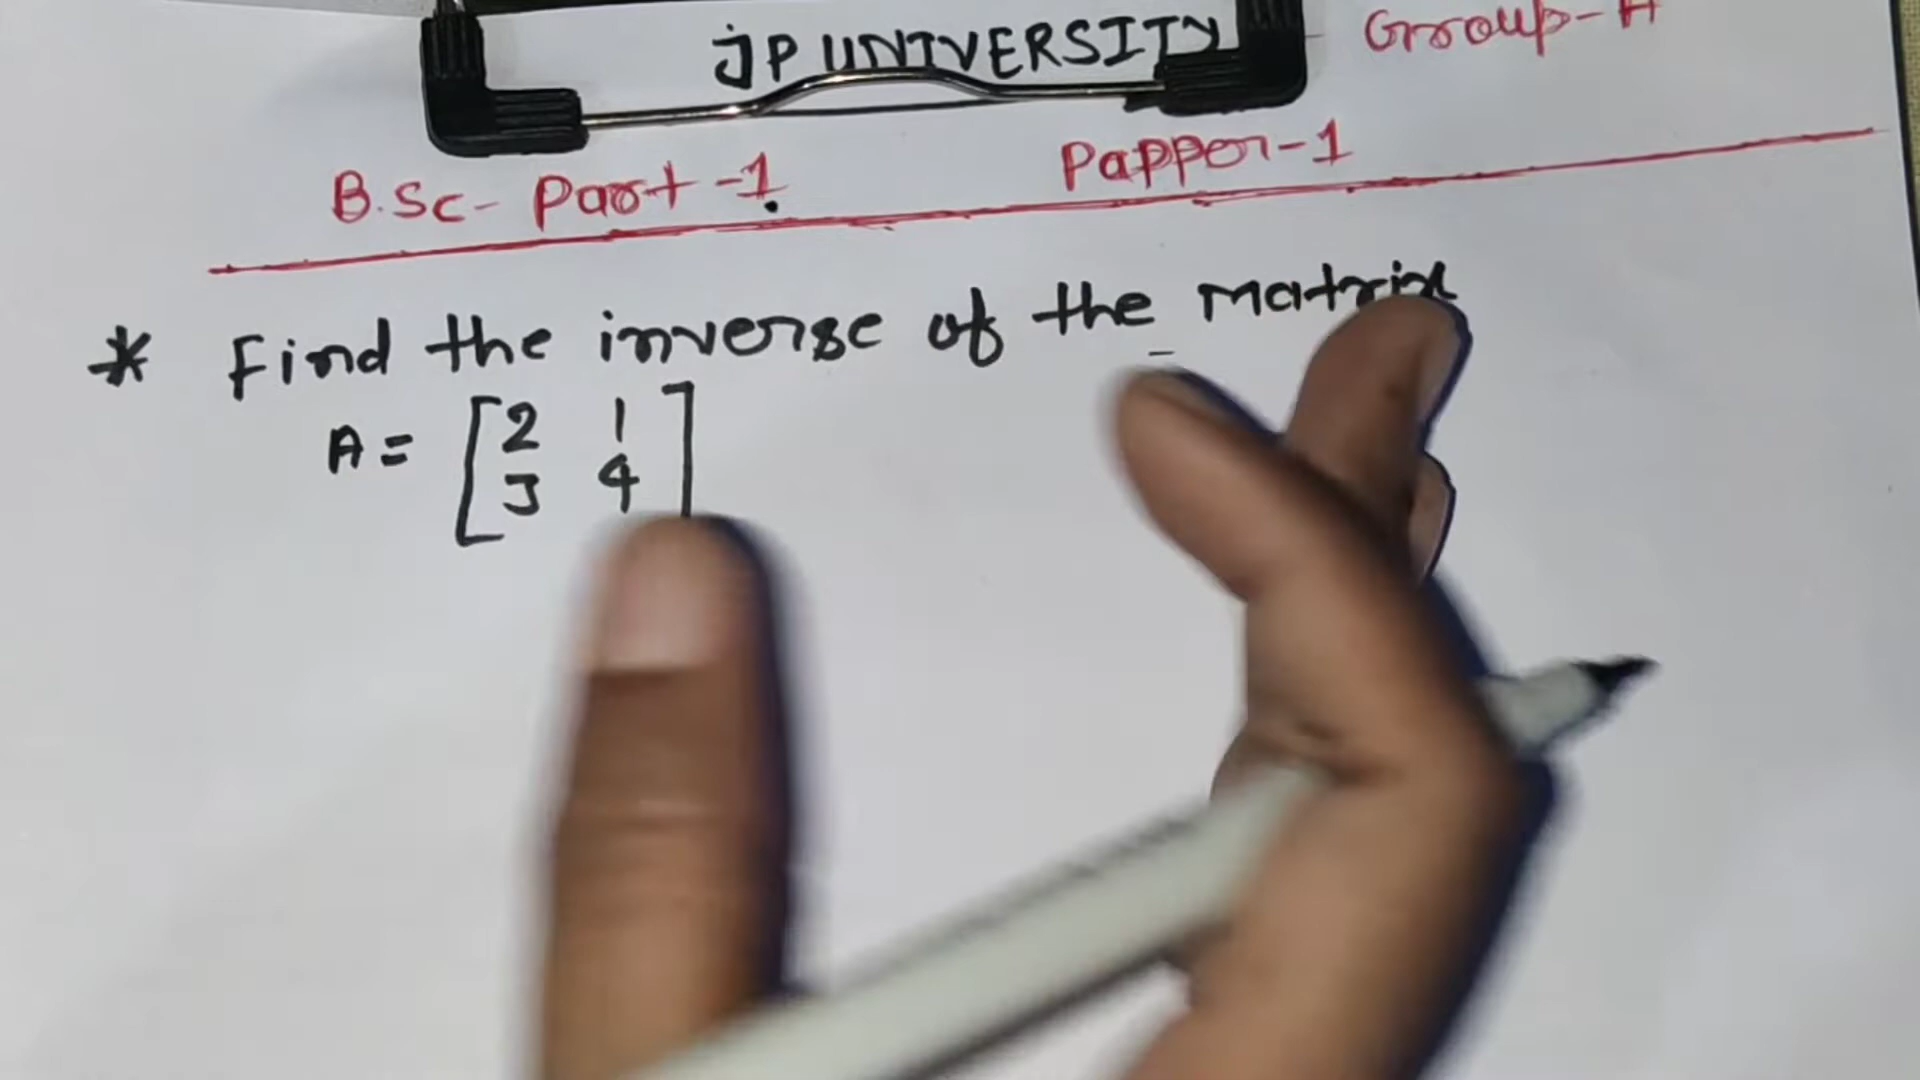 JP UNIVERSITY
Group-A
B.Sc- Part-1 Papper-1
* Find the inverse of the Matrix
A = [2 1
3 4]